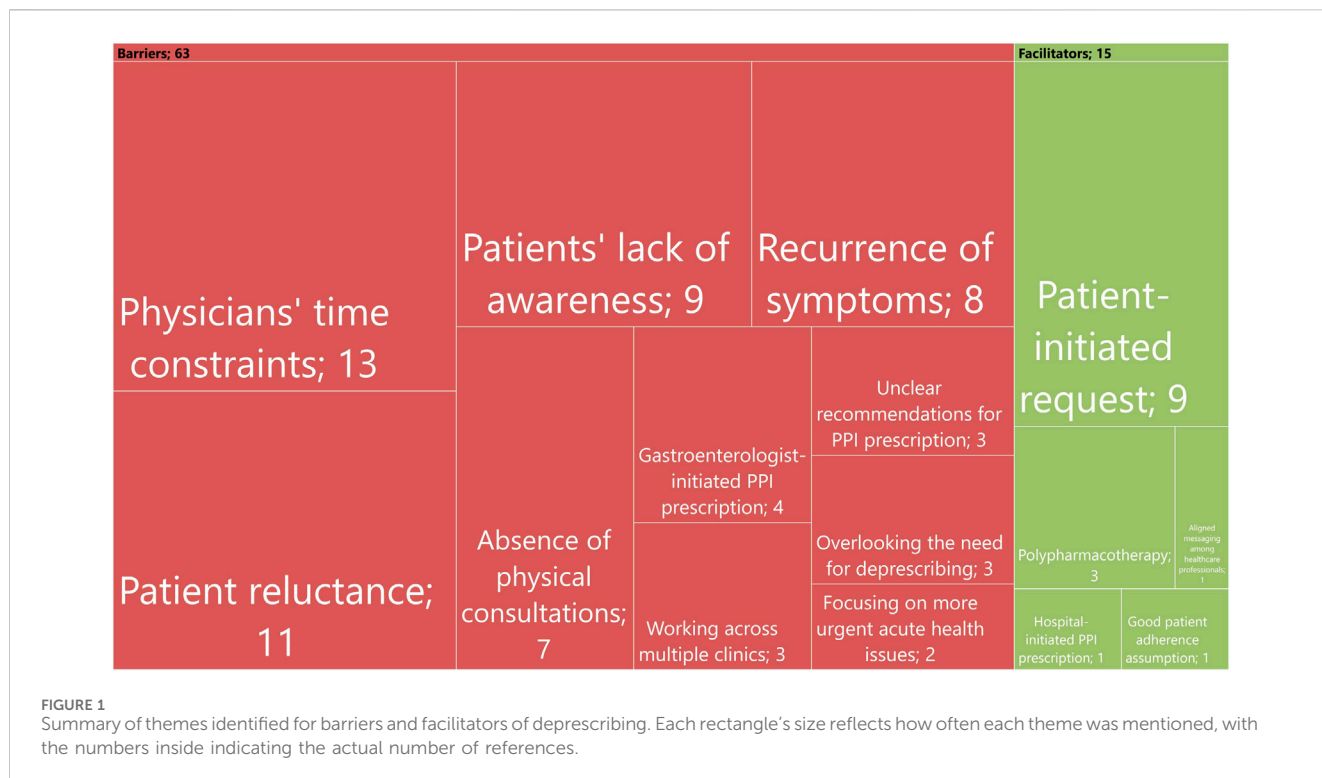 Barriers; 63
Physicians' time
constraints; 13
Patient reluctance;
11
Patients' lack of
awareness; 9
Recurrence of
symptoms; 8
Absence of
physical
consultations;
7
Gastroenterologist-
initiated PPI
prescription; 4
Working across
multiple clinics; 3
Unclear
recommendations for
PPI prescription; 3
Overlooking the need
for deprescribing; 3
Focusing on more
urgent acute health
issues; 2
Facilitators; 15
Patient-
initiated
request; 9
Polypharmacotherapy;
3
Aligned
messaging
among
healthcare
professionals;
1
Hospital-
initiated PPI
prescription; 1
Good patient
adherence
assumption; 1
FIGURE 1
Summary of themes identified for barriers and facilitators of deprescribing. Each rectangle's size reflects how often each theme was mentioned, with
the numbers inside indicating the actual number of references.